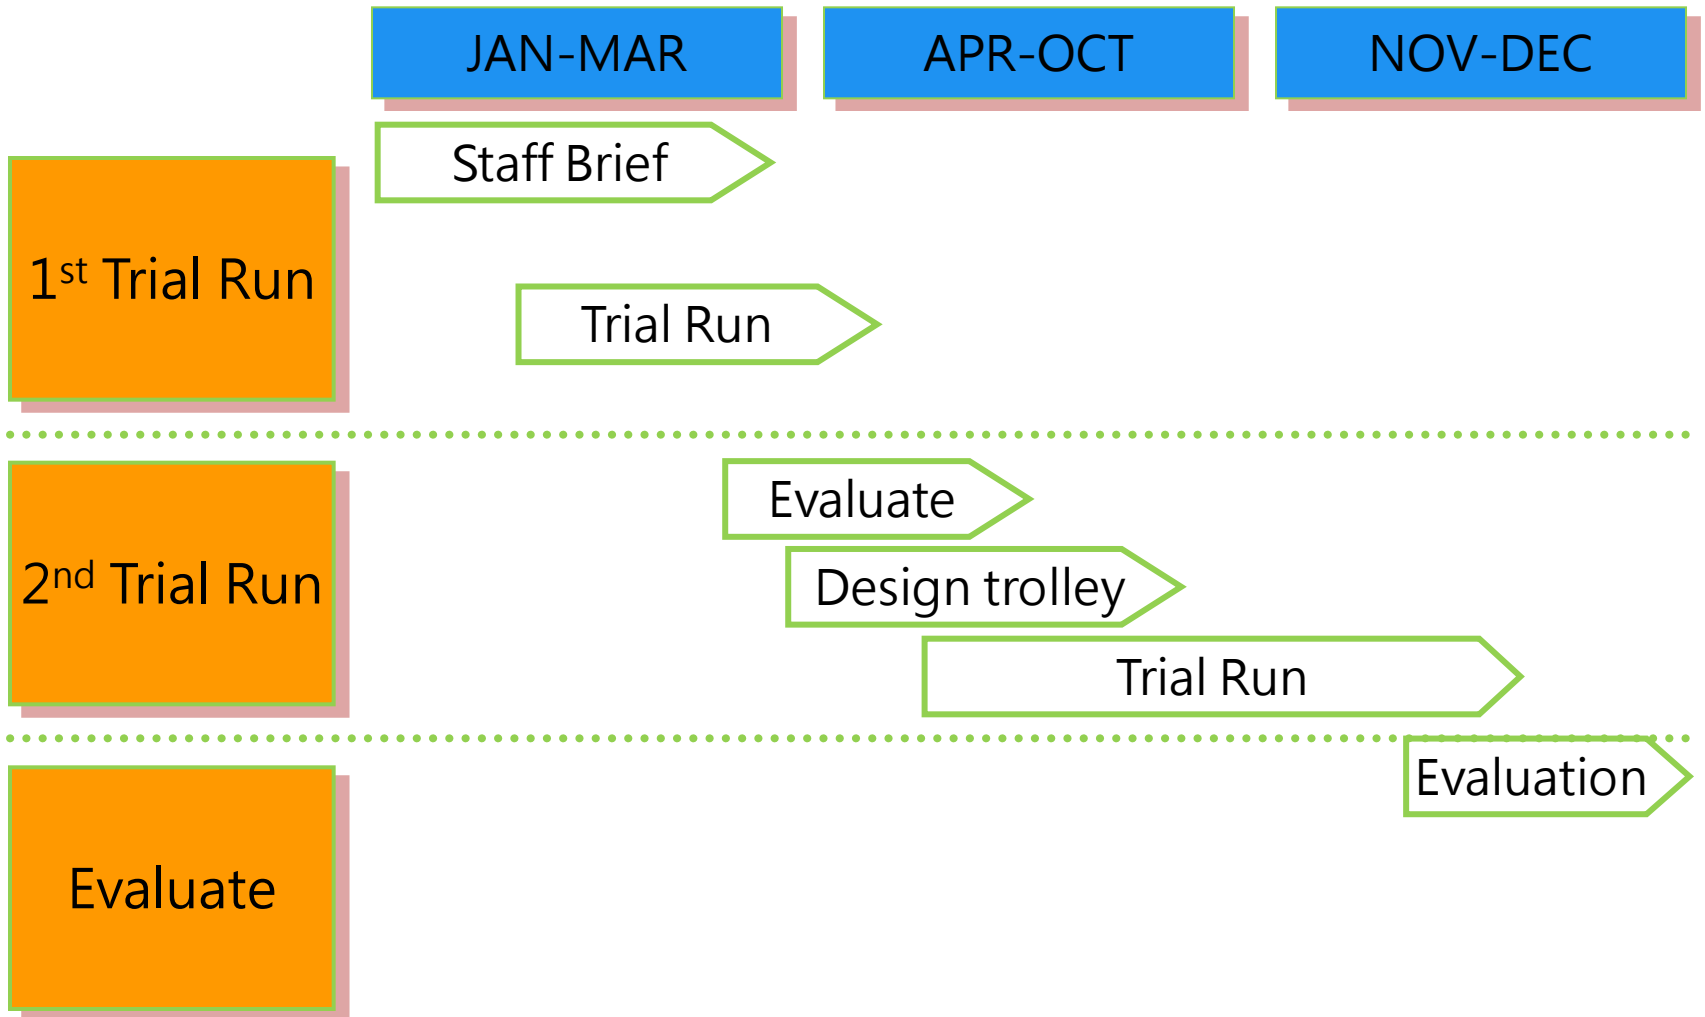 JAN-MAR
APR-OCT
NOV-DEC
Staff Brief
1st Trial Run
Trial Run
Evaluate
2nd Trial Run
Design trolley
Trial Run
Evaluation
Evaluate